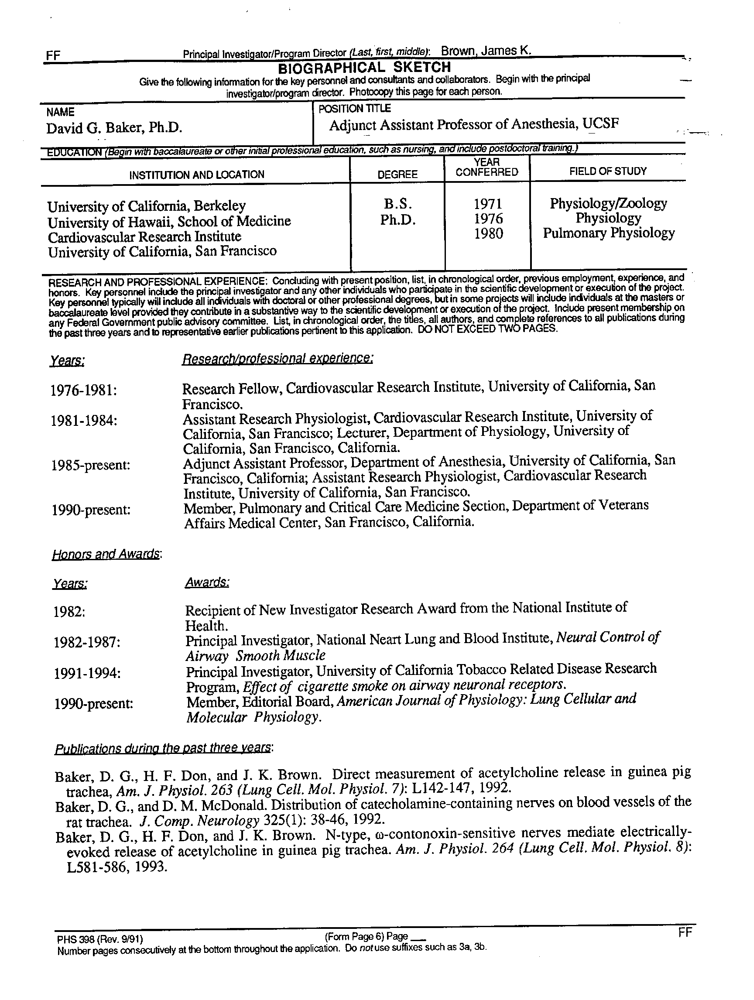 FF Principal Investigator/Program Director (Last, first, middle): Brown, James K.
BIOGRAPHICAL SKETCH
Give the following information for the key personnel and consultants and collaborators. Begin with the principal
investigator/program director. Photocopy this page for each person.
NAME
David G. Baker, Ph.D.
POSITION TITLE
Adjunct Assistant Professor of Anesthesia, UCSF
EDUCATION (Begin with baccalaureate or other initial professional education, such as nursing, and include postdoctoral training.)
INSTITUTION AND LOCATION DEGREE YEAR CONFERRED FIELD OF STUDY
University of California, Berkeley B.S. 1971 Physiology/Zoology
University of Hawaii, School of Medicine Ph.D. 1976 Physiology
Cardiovascular Research Institute 1980 Pulmonary Physiology
University of California, San Francisco
RESEARCH AND PROFESSIONAL EXPERIENCE: Concluding with present position, list, in chronological order, previous employment, experience, and
honors. Key personnel include the principal investigator and any other individuals who participate in the scientific development or execution of the project.
Key personnel typically will include all individuals with doctoral or other professional degrees, but in some projects will include individuals at the masters or
baccalaureate level provided they contribute in a substantive way to the scientific development or execution of the project. Include present membership on
any Federal Government public advisory committee. List, in chronological order, the titles, all authors, and complete references to all publications during
the past three years and to representative earlier publications pertinent to this application. DO NOT EXCEED TWO PAGES.
Years: Research/professional experience:
1976-1981: Research Fellow, Cardiovascular Research Institute, University of California, San
Francisco.
1981-1984: Assistant Research Physiologist, Cardiovascular Research Institute, University of
California, San Francisco; Lecturer, Department of Physiology, University of
California, San Francisco, California.
1985-present: Adjunct Assistant Professor, Department of Anesthesia, University of California, San
Francisco, California; Assistant Research Physiologist, Cardiovascular Research
Institute, University of California, San Francisco.
1990-present: Member, Pulmonary and Critical Care Medicine Section, Department of Veterans
Affairs Medical Center, San Francisco, California.
Honors and Awards:
Years: Awards:
1982: Recipient of New Investigator Research Award from the National Institute of
Health.
1982-1987: Principal Investigator, National Neart Lung and Blood Institute, Neural Control of
Airway Smooth Muscle
1991-1994: Principal Investigator, University of California Tobacco Related Disease Research
Program, Effect of cigarette smoke on airway neuronal receptors.
1990-present: Member, Editorial Board, American Journal of Physiology: Lung Cellular and
Molecular Physiology.
Publications during the past three years:
Baker, D. G., H. F. Don, and J. K. Brown. Direct measurement of acetylcholine release in guinea pig
trachea, Am. J. Physiol. 263 (Lung Cell. Mol. Physiol. 7): L142-147, 1992.
Baker, D. G., and D. M. McDonald. Distribution of catecholamine-containing nerves on blood vessels of the
rat trachea. J. Comp. Neurology 325(1): 38-46, 1992.
Baker, D. G., H. F. Don, and J. K. Brown. N-type, ω-contonoxin-sensitive nerves mediate electrically-
evoked release of acetylcholine in guinea pig trachea. Am. J. Physiol. 264 (Lung Cell. Mol. Physiol. 8):
L581-586, 1993.
PHS 398 (Rev. 9/91) (Form Page 6) Page ___ FF
Number pages consecutively at the bottom throughout the application. Do not use suffixes such as 3a, 3b.